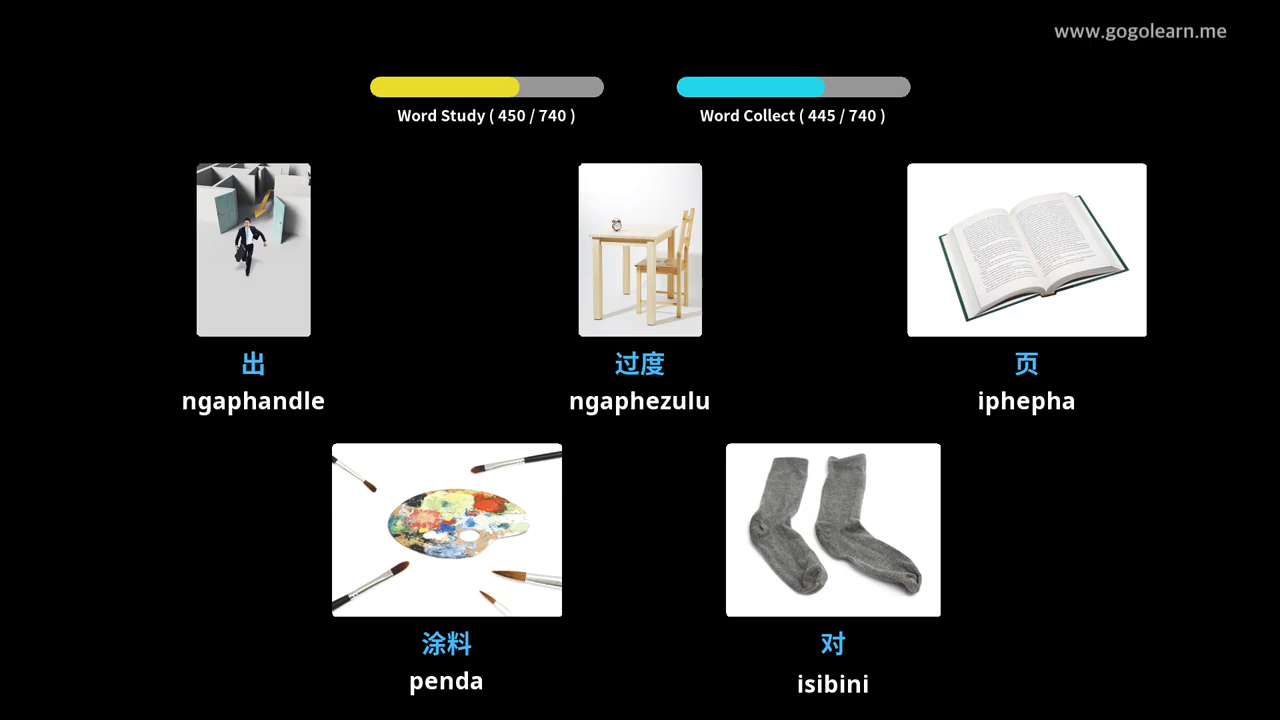 www.gogolearn.me
Word Study ( 450 / 740 )
Word Collect ( 445 / 740 )
出
ngaphandle
过度
ngaphezulu
页
iphepha
涂料
penda
对
isibini